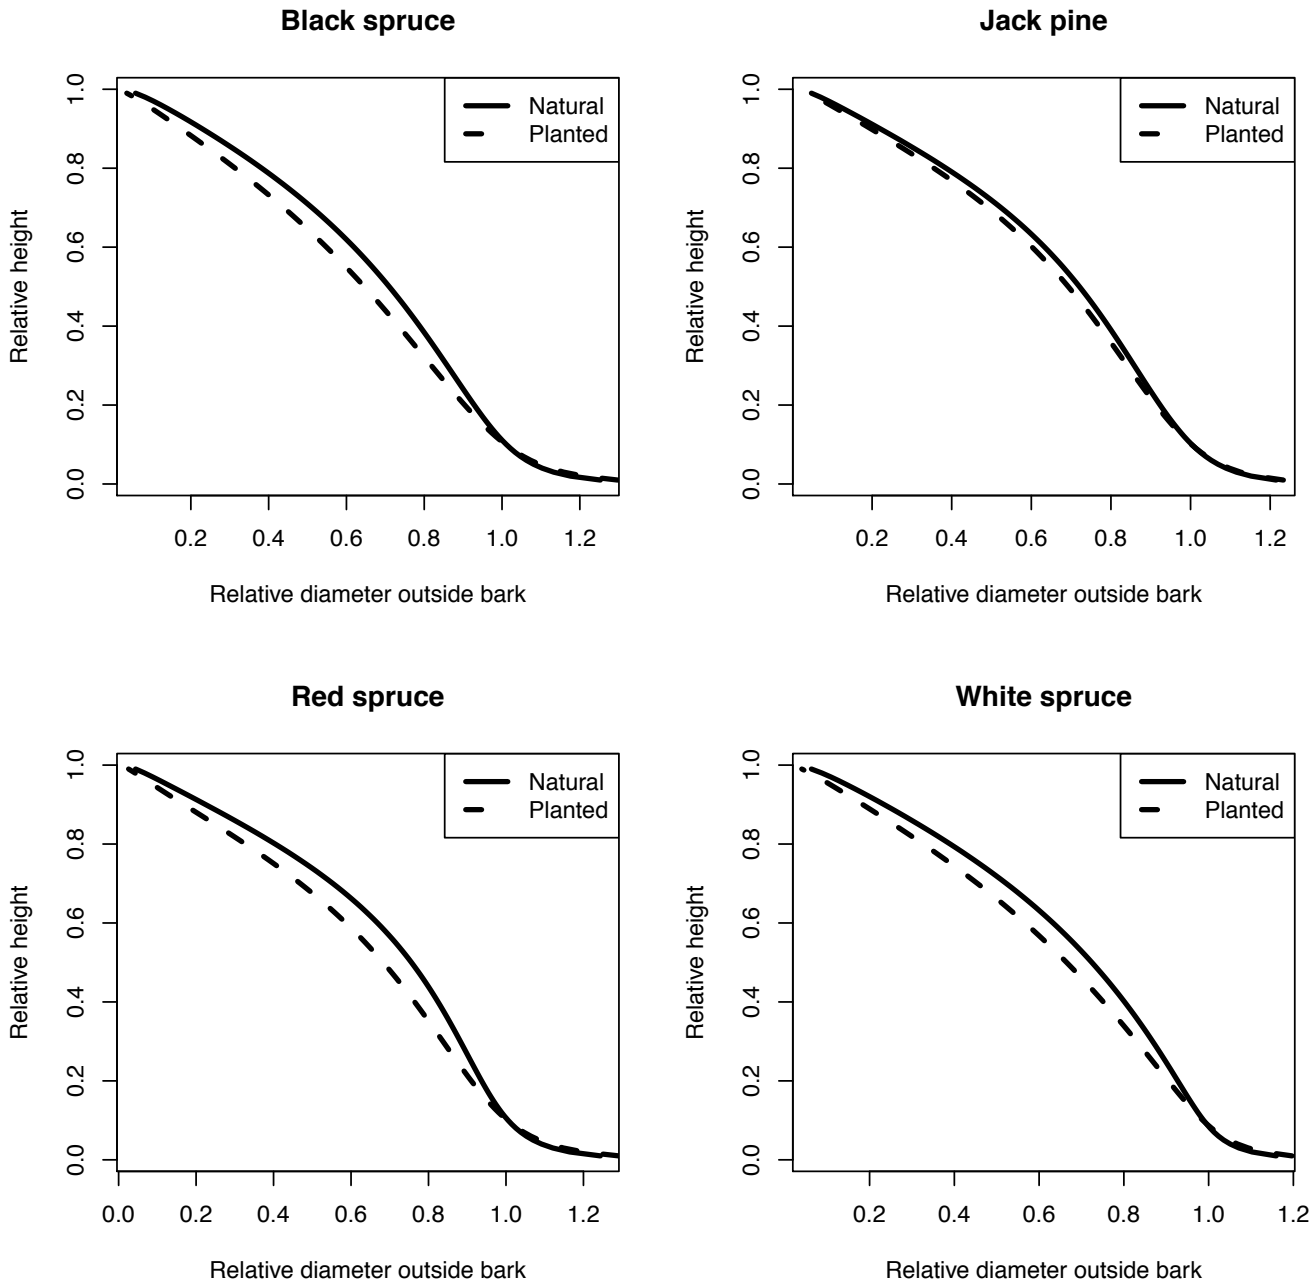 Black spruce
Natural
Planted
Relative height
0.0 0.2 0.4 0.6 0.8 1.0
0.2 0.4 0.6 0.8 1.0 1.2
Relative diameter outside bark
Jack pine
Natural
Planted
Relative height
0.0 0.2 0.4 0.6 0.8 1.0
0.2 0.4 0.6 0.8 1.0 1.2
Relative diameter outside bark
Red spruce
Natural
Planted
Relative height
0.0 0.2 0.4 0.6 0.8 1.0
0.0 0.2 0.4 0.6 0.8 1.0 1.2
Relative diameter outside bark
White spruce
Natural
Planted
Relative height
0.0 0.2 0.4 0.6 0.8 1.0
0.2 0.4 0.6 0.8 1.0 1.2
Relative diameter outside bark